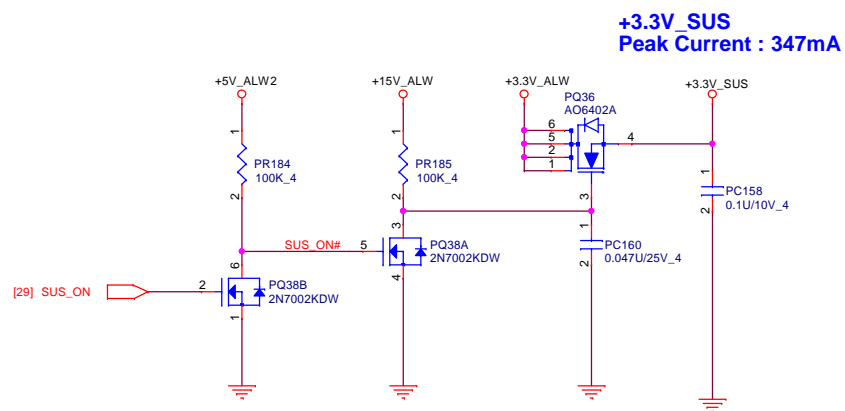 +3.3V_SUS
Peak Current : 347mA
+5V_ALW2
+15V_ALW
+3.3V_ALW
+3.3V_SUS
PQ36
AO6402A
6
5
2
1
4
3
1
PR184
100K_4
2
1
PR185
100K_4
2
1
PC158
0.1U/10V_4
2
SUS_ON#
5
3
PQ38A
2N7002KDW
4
1
PC160
0.047U/25V_4
2
[29] SUS_ON
2
6
PQ38B
2N7002KDW
1